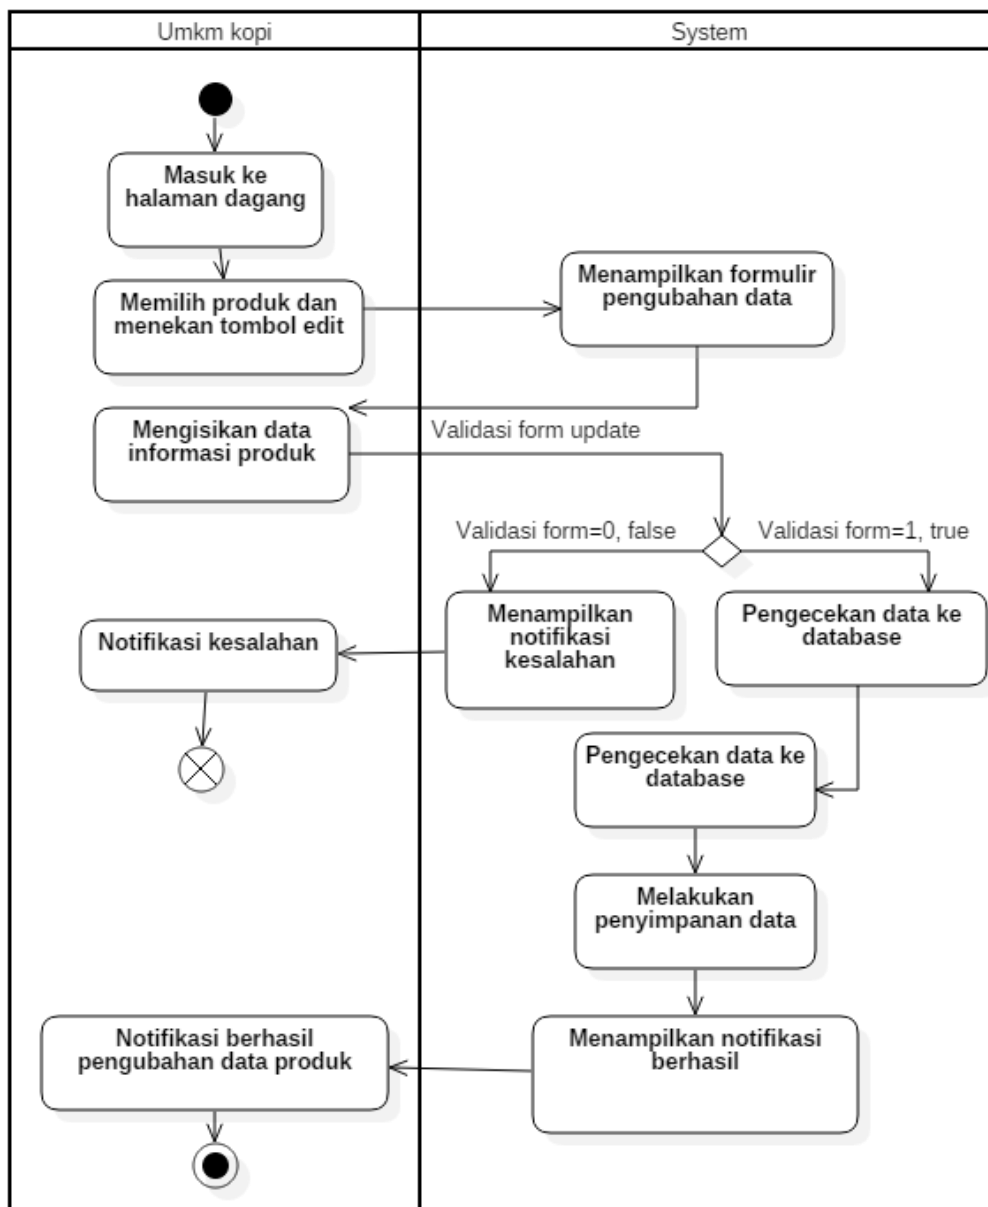 Umkm kopi
System
Masuk ke
halaman dagang
Memilih produk dan
menekan tombol edit
Menampilkan formulir
pengubahan data
Mengisikan data
informasi produk
Validasi form update
Validasi form=0, false
Validasi form=1, true
Menampilkan
notifikasi
kesalahan
Pengecekan data ke
database
Notifikasi kesalahan
Pengecekan data ke
database
Melakukan
penyimpanan data
Menampilkan notifikasi
berhasil
Notifikasi berhasil
pengubahan data produk